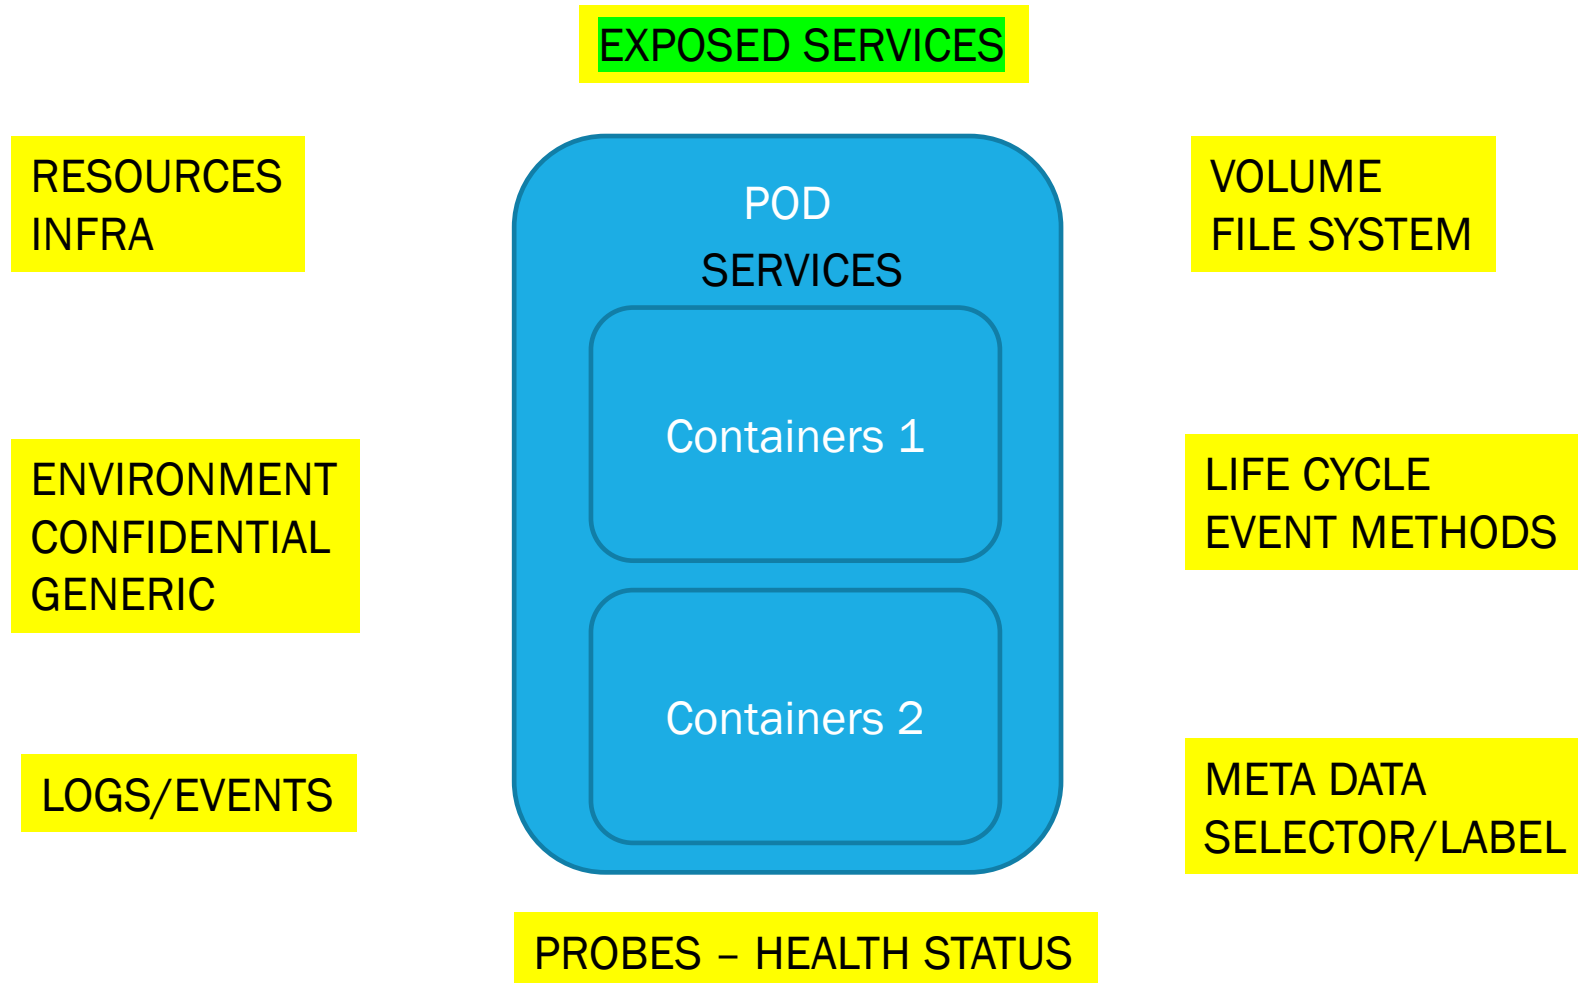 EXPOSED SERVICES
RESOURCES
INFRA
POD
SERVICES
VOLUME
FILE SYSTEM
Containers 1
ENVIRONMENT
CONFIDENTIAL
GENERIC
LIFE CYCLE
EVENT METHODS
Containers 2
LOGS/EVENTS
META DATA
SELECTOR/LABEL
PROBES – HEALTH STATUS